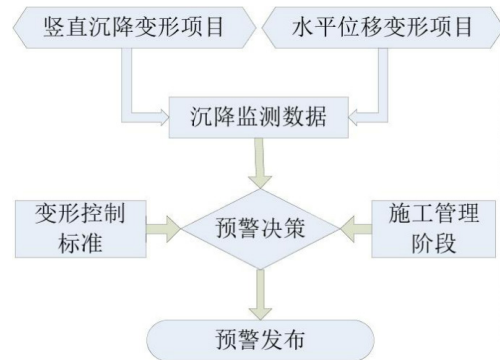 竖直沉降变形项目
水平位移变形项目
沉降监测数据
变形控制
标准
预警决策
施工管理
阶段
预警发布